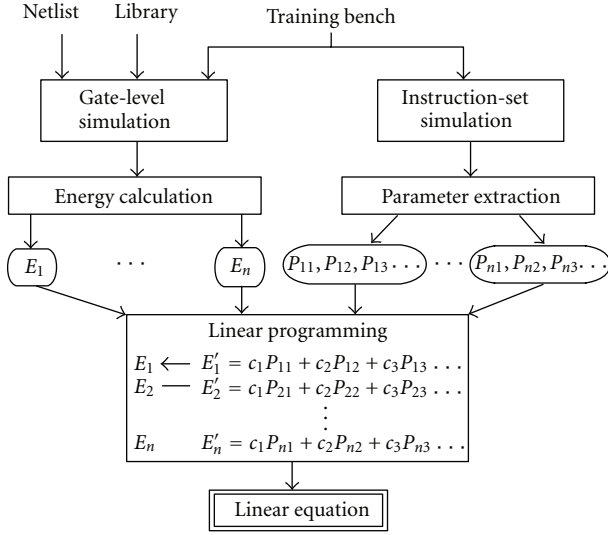 Netlist Library Training bench
Gate-level simulation
Instruction-set simulation
Energy calculation
Parameter extraction
E₁ · · · Eₙ
P₁₁, P₁₂, P₁₃ · · · · · · Pₙ₁, Pₙ₂, Pₙ₃ · · ·
Linear programming
E₁ ← E′₁ = c₁P₁₁ + c₂P₁₂ + c₃P₁₃ . . .
E₂ — E′₂ = c₁P₂₁ + c₂P₂₂ + c₃P₂₃ . . .
⋮
Eₙ E′ₙ = c₁Pₙ₁ + c₂Pₙ₂ + c₃Pₙ₃ . . .
Linear equation